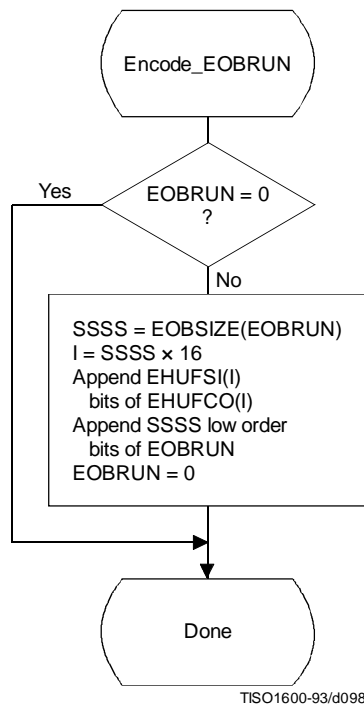 Encode_EOBRUN
EOBRUN = 0
?
Yes
No
SSSS = EOBSIZE(EOBRUN)
I = SSSS × 16
Append EHUFSI(I)
bits of EHUFCO(I)
Append SSSS low order
bits of EOBRUN
EOBRUN = 0
Done
TISO1600-93/d098